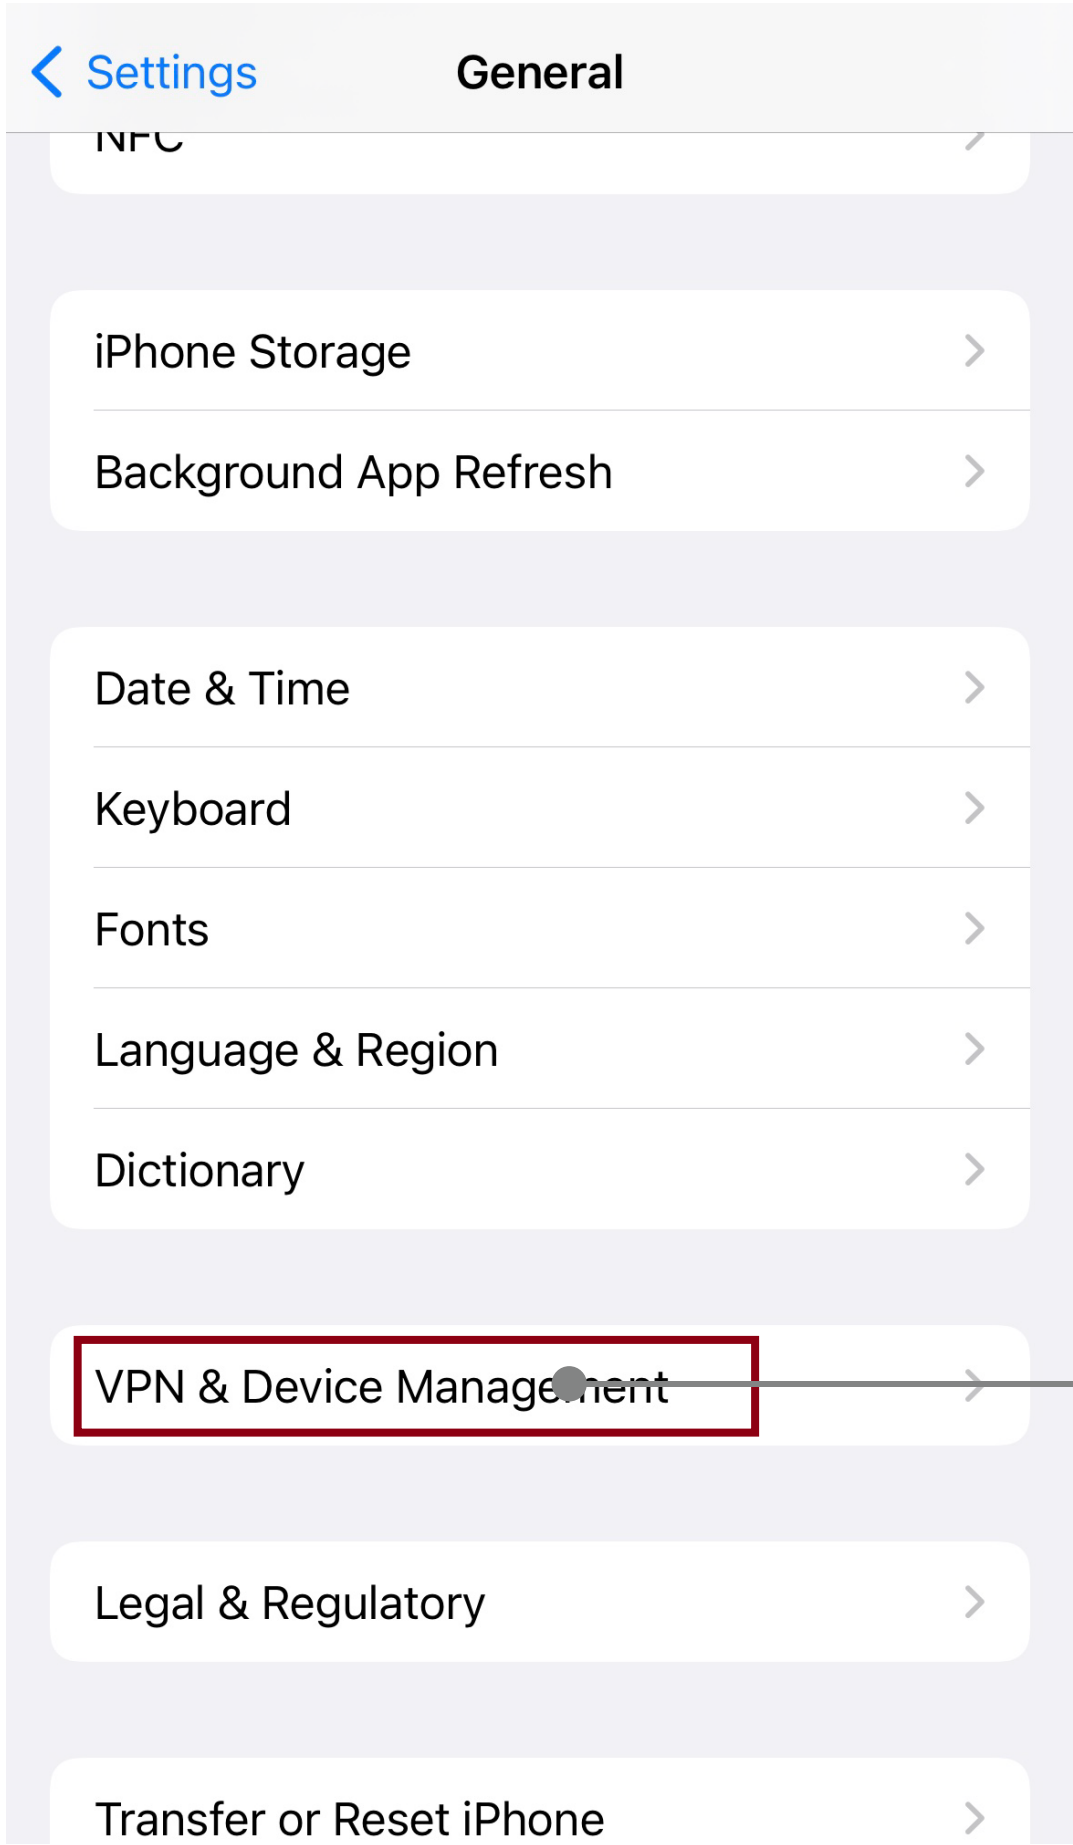 Settings
General
NFC
iPhone Storage
Background App Refresh
Date & Time
Keyboard
Fonts
Language & Region
Dictionary
VPN & Device Management
Legal & Regulatory
Transfer or Reset iPhone